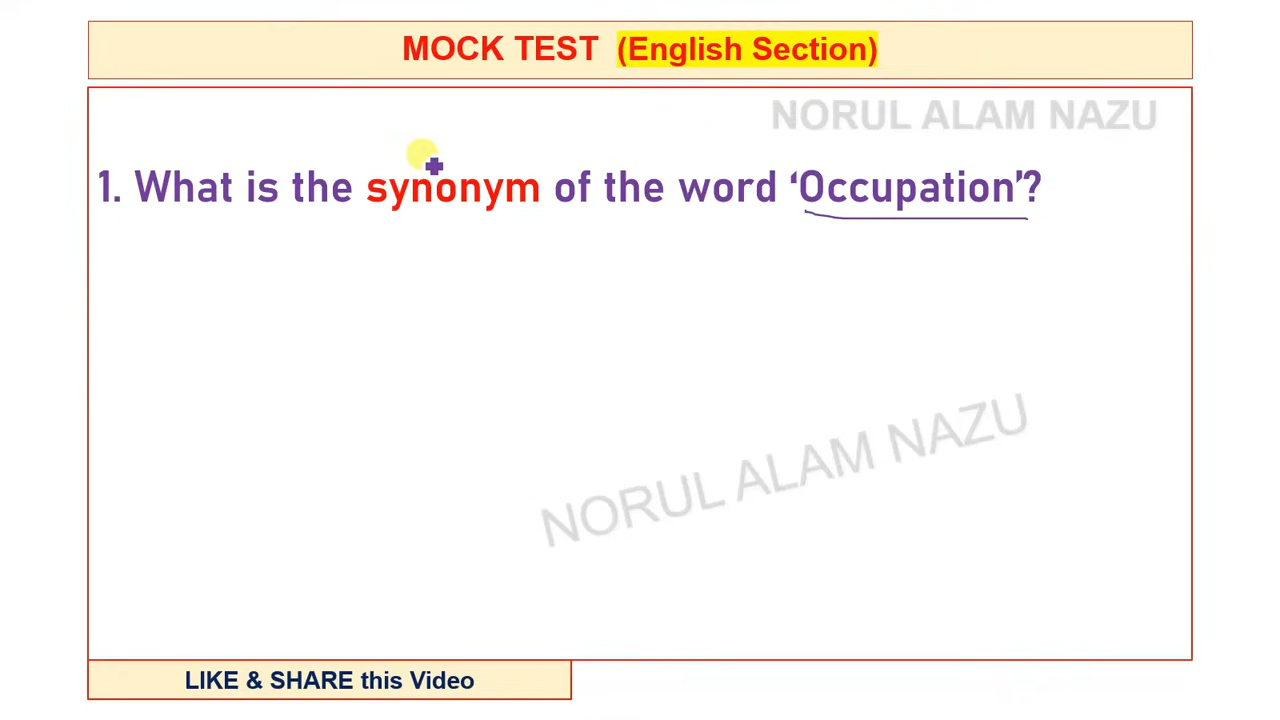 MOCK TEST (English Section)
NORUL ALAM NAZU
1. What is the synonym of the word ‘Occupation’?
NORUL ALAM NAZU
LIKE & SHARE this Video